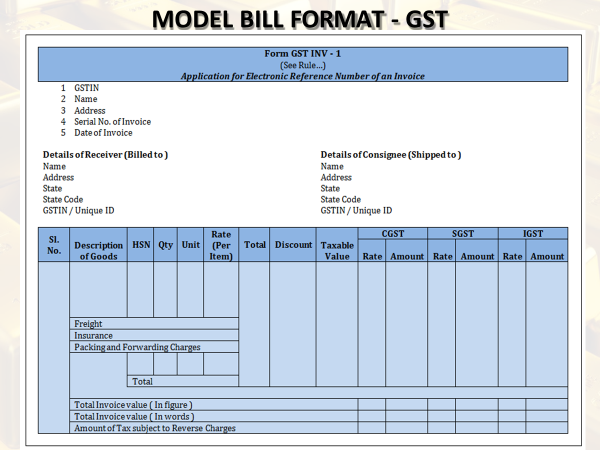 MODEL BILL FORMAT - GST
Form GST INV - 1
(See Rule...)
Application for Electronic Reference Number of an Invoice
1 GSTIN
2 Name
3 Address
4 Serial No. of Invoice
5 Date of Invoice
Details of Receiver (Billed to )
Name
Address
State
State Code
GSTIN / Unique ID
Details of Consignee (Shipped to )
Name
Address
State
State Code
GSTIN / Unique ID
Sl. No. Description of Goods HSN Qty Unit Rate (Per Item) Total Discount Taxable Value CGST SGST IGST
Rate Amount Rate Amount Rate Amount
Freight
Insurance
Packing and Forwarding Charges
Total
Total Invoice value ( In figure )
Total Invoice value ( In words )
Amount of Tax subject to Reverse Charges